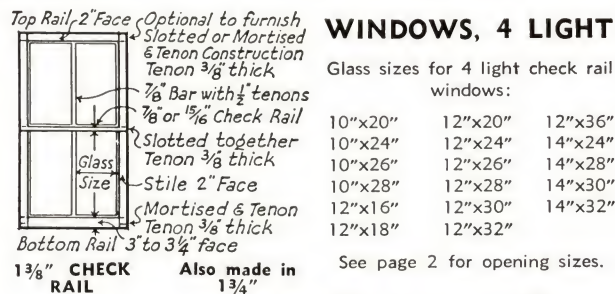 Top Rail 2" Face
Optional to furnish
Slotted or Mortised
& Tenon Construction
Tenon 3/8" thick
7/8" Bar with 1/2" tenons
7/8" or 15/16" Check Rail
Slotted together
Tenon 3/8" thick
Glass
Size
Stile 2" Face
Mortised & Tenon
Tenon 3/8" thick
Bottom Rail 3" to 3 1/4" face
1 3/8" CHECK
RAIL
Also made in
1 3/4"
WINDOWS, 4 LIGHT
Glass sizes for 4 light check rail
windows:
10"x20" 12"x20" 12"x36"
10"x24" 12"x24" 14"x24"
10"x26" 12"x26" 14"x28"
10"x28" 12"x28" 14"x30"
12"x16" 12"x30" 14"x32"
12"x18" 12"x32"
See page 2 for opening sizes.